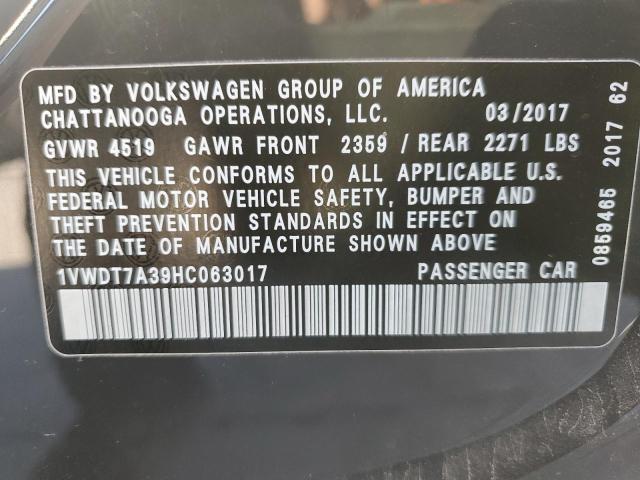 MFD BY VOLKSWAGEN GROUP OF AMERICA
CHATTANOOGA OPERATIONS, LLC. 03/2017
GVWR 4519 GAWR FRONT 2359 / REAR 2271 LBS
THIS VEHICLE CONFORMS TO ALL APPLICABLE U.S.
FEDERAL MOTOR VEHICLE SAFETY, BUMPER AND
THEFT PREVENTION STANDARDS IN EFFECT ON
THE DATE OF MANUFACTURE SHOWN ABOVE
1VWDT7A39HC063017 PASSENGER CAR
0859465 2017 62